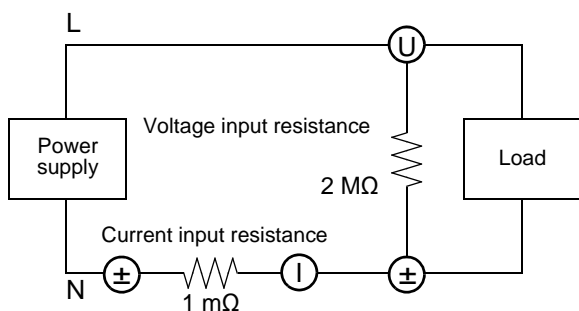 L
U
Power
supply
Voltage input resistance
Load
2 MΩ
Current input resistance
N
±
I
±
1 mΩ